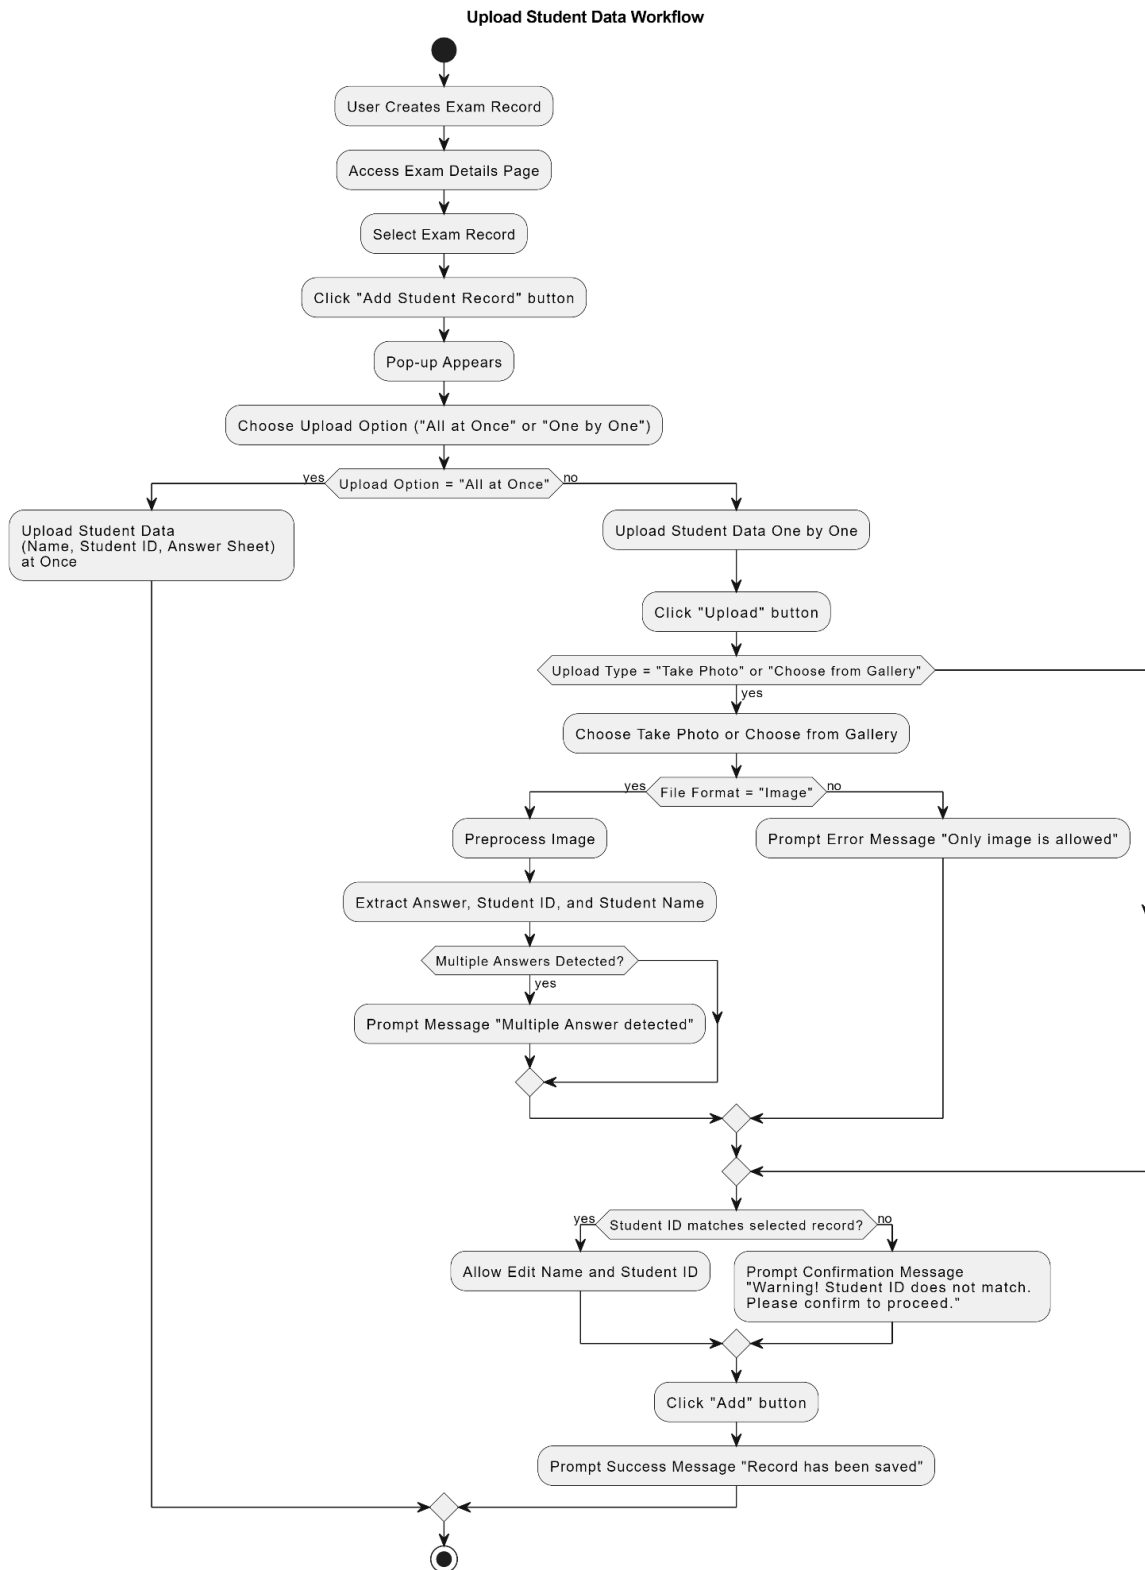 Upload Student Data Workflow
User Creates Exam Record
Access Exam Details Page
Select Exam Record
Click "Add Student Record" button
Pop-up Appears
Choose Upload Option ("All at Once" or "One by One")
yes
Upload Option = "All at Once"
no
Upload Student Data
(Name, Student ID, Answer Sheet)
at Once
Upload Student Data One by One
Click "Upload" button
Upload Type = "Take Photo" or "Choose from Gallery"
yes
Choose Take Photo or Choose from Gallery
yes
File Format = "Image"
no
Preprocess Image
Prompt Error Message "Only image is allowed"
Extract Answer, Student ID, and Student Name
Multiple Answers Detected?
yes
Prompt Message "Multiple Answer detected"
yes
Student ID matches selected record?
no
Allow Edit Name and Student ID
Prompt Confirmation Message
"Warning! Student ID does not match.
Please confirm to proceed."
Click "Add" button
Prompt Success Message "Record has been saved"